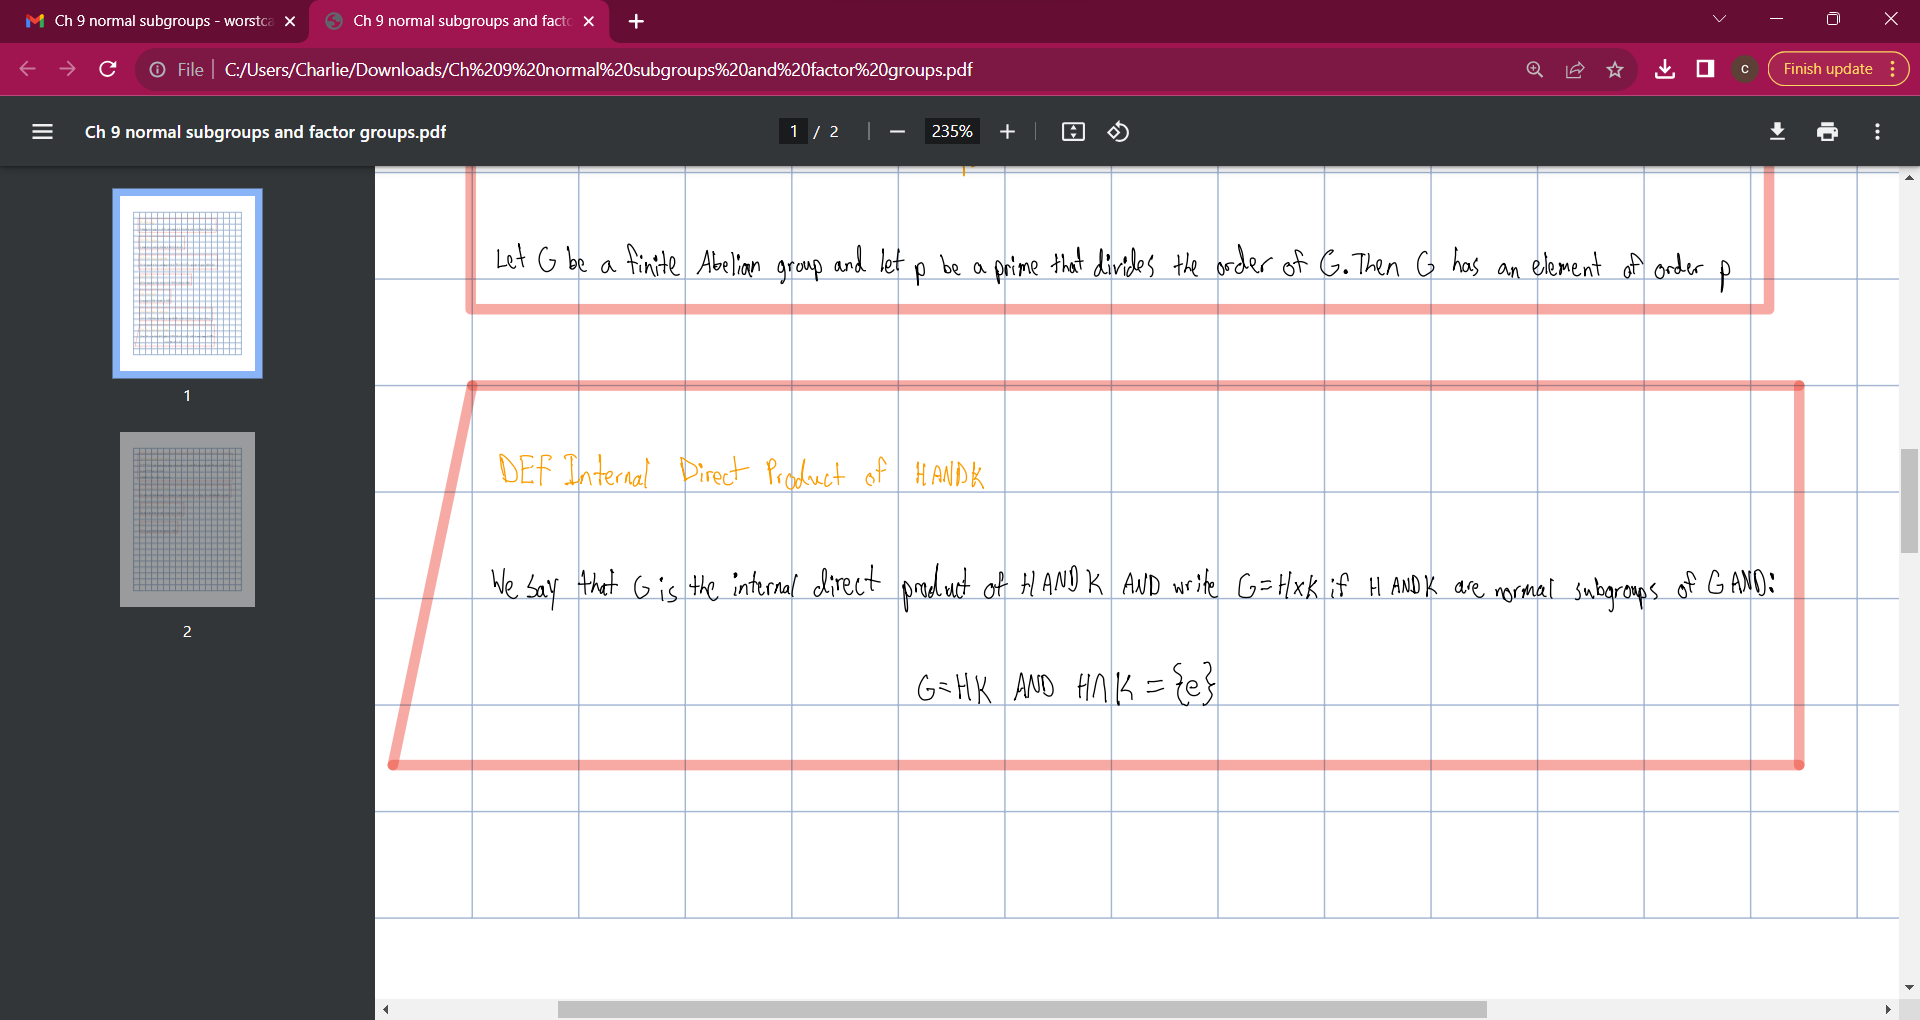 Ch 9 normal subgroups - worstca
Ch 9 normal subgroups and facto
File
C:/Users/Charlie/Downloads/Ch%209%20normal%20subgroups%20and%20factor%20groups.pdf
C
Finish update
Ch 9 normal subgroups and factor groups.pdf
1 / 2
235%
1
2
Let G be a finite Abelian group and let p be a prime that divides the order of G. Then G has an element of order p
DEF Internal Direct Product of H AND K
We say that G is the internal direct product of H AND K AND write G=HxK if H AND K are normal subgroups of G AND:
G=HK AND H∩K = {e}